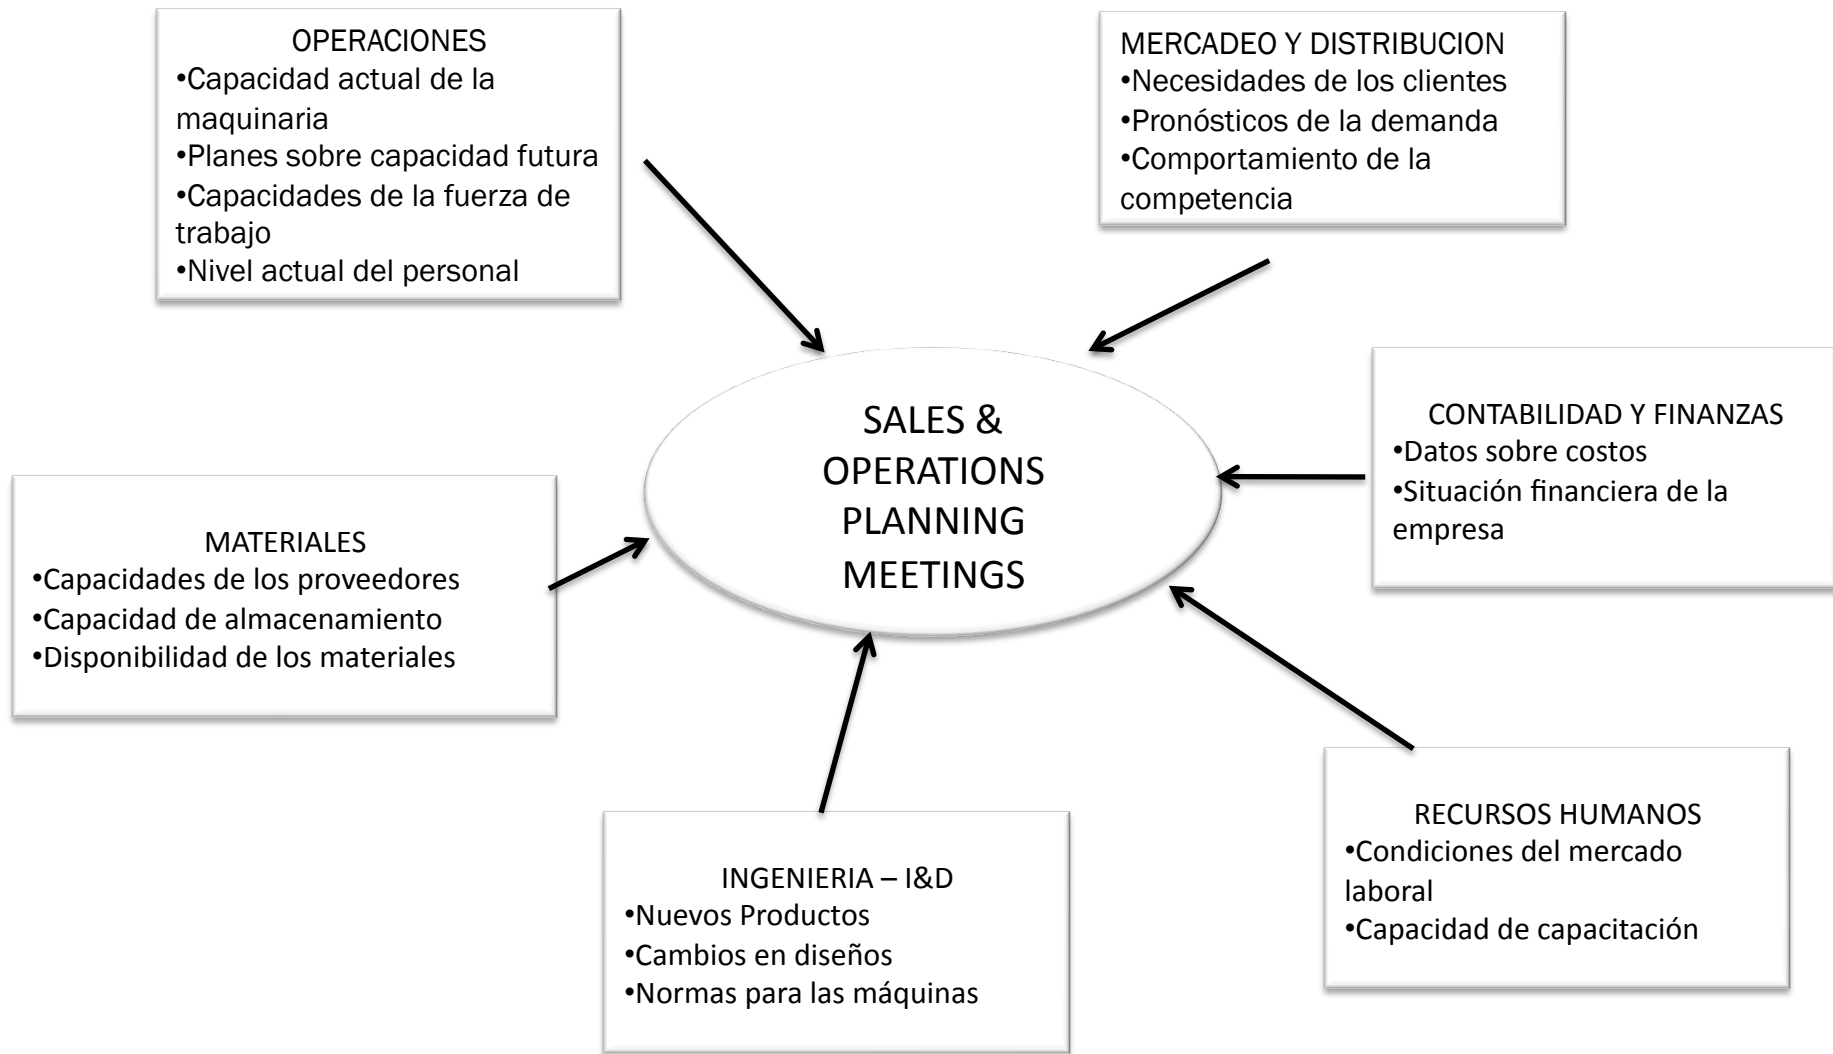 OPERACIONES
•Capacidad actual de la
maquinaria
•Planes sobre capacidad futura
•Capacidades de la fuerza de
trabajo
•Nivel actual del personal
MERCADEO Y DISTRIBUCION
•Necesidades de los clientes
•Pronósticos de la demanda
•Comportamiento de la
competencia
SALES &
OPERATIONS
PLANNING
MEETINGS
CONTABILIDAD Y FINANZAS
•Datos sobre costos
•Situación financiera de la
empresa
MATERIALES
•Capacidades de los proveedores
•Capacidad de almacenamiento
•Disponibilidad de los materiales
INGENIERIA – I&D
•Nuevos Productos
•Cambios en diseños
•Normas para las máquinas
RECURSOS HUMANOS
•Condiciones del mercado
laboral
•Capacidad de capacitación